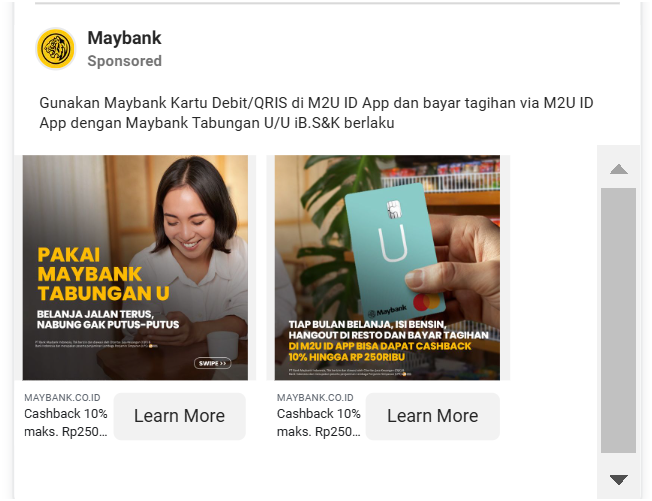 Maybank
Sponsored
Gunakan Maybank Kartu Debit/QRIS di M2U ID App dan bayar tagihan via M2U ID
App dengan Maybank Tabungan U/U iB.S&K berlaku
PAKAI
MAYBANK
TABUNGAN U
BELANJA JALAN TERUS,
NABUNG GAK PUTUS-PUTUS
SWIPE >>
U
Maybank
TIAP BULAN BELANJA, ISI BENSIN,
HANGOUT DI RESTO DAN BAYAR TAGIHAN
DI M2U ID APP BISA DAPAT CASHBACK
10% HINGGA RP 250RIBU
MAYBANK.CO.ID
Cashback 10%
maks. Rp250...
Learn More
MAYBANK.CO.ID
Cashback 10%
maks. Rp250...
Learn More